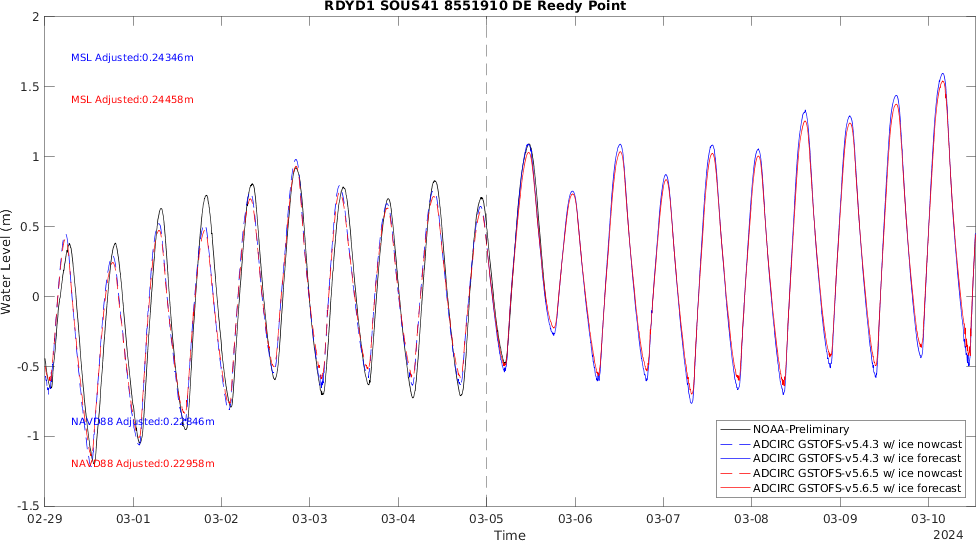 RDYD1 SOUS41 8551910 DE Reedy Point
2
1.5
1
0.5
0
-0.5
-1
-1.5
Water Level (m)
MSL Adjusted:0.24346m
MSL Adjusted:0.24458m
NAVD88 Adjusted:0.22846m
NAVD88 Adjusted:0.22958m
NOAA-Preliminary
ADCIRC GSTOFS-v5.4.3 w/ ice nowcast
ADCIRC GSTOFS-v5.4.3 w/ ice forecast
ADCIRC GSTOFS-v5.6.5 w/ ice nowcast
ADCIRC GSTOFS-v5.6.5 w/ ice forecast
02-29 03-01 03-02 03-03 03-04 03-05 03-06 03-07 03-08 03-09 03-10
Time
2024